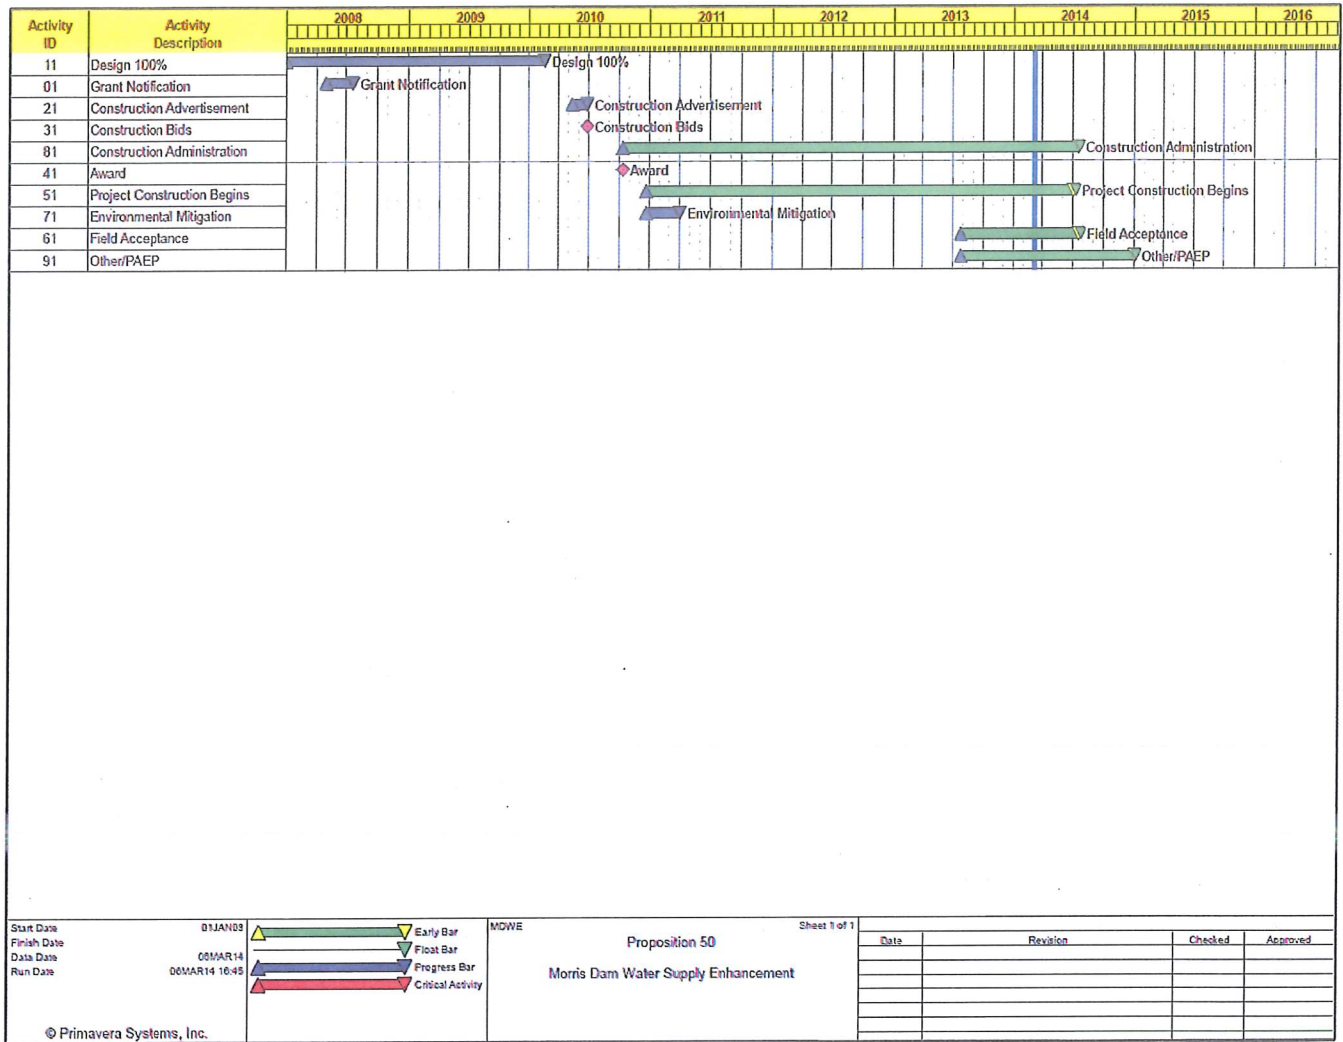 Activity ID Activity Description 2008 2009 2010 2011 2012 2013 2014 2015 2016
11 Design 100% Design 100%
01 Grant Notification Grant Notification
21 Construction Advertisement Construction Advertisement
31 Construction Bids Construction Bids
81 Construction Administration Construction Administration
41 Award Award
51 Project Construction Begins Project Construction Begins
71 Environmental Mitigation Environmental Mitigation
61 Field Acceptance Field Acceptance
91 Other/PAEP Other/PAEP
Start Date 01JAN03
Finish Date
Data Date 06MAR14
Run Date 06MAR14 16:45
© Primavera Systems, Inc.
Early Bar
Float Bar
Progress Bar
Critical Activity
MDWE
Sheet 1 of 1
Proposition 50
Morris Dam Water Supply Enhancement
Date Revision Checked Approved